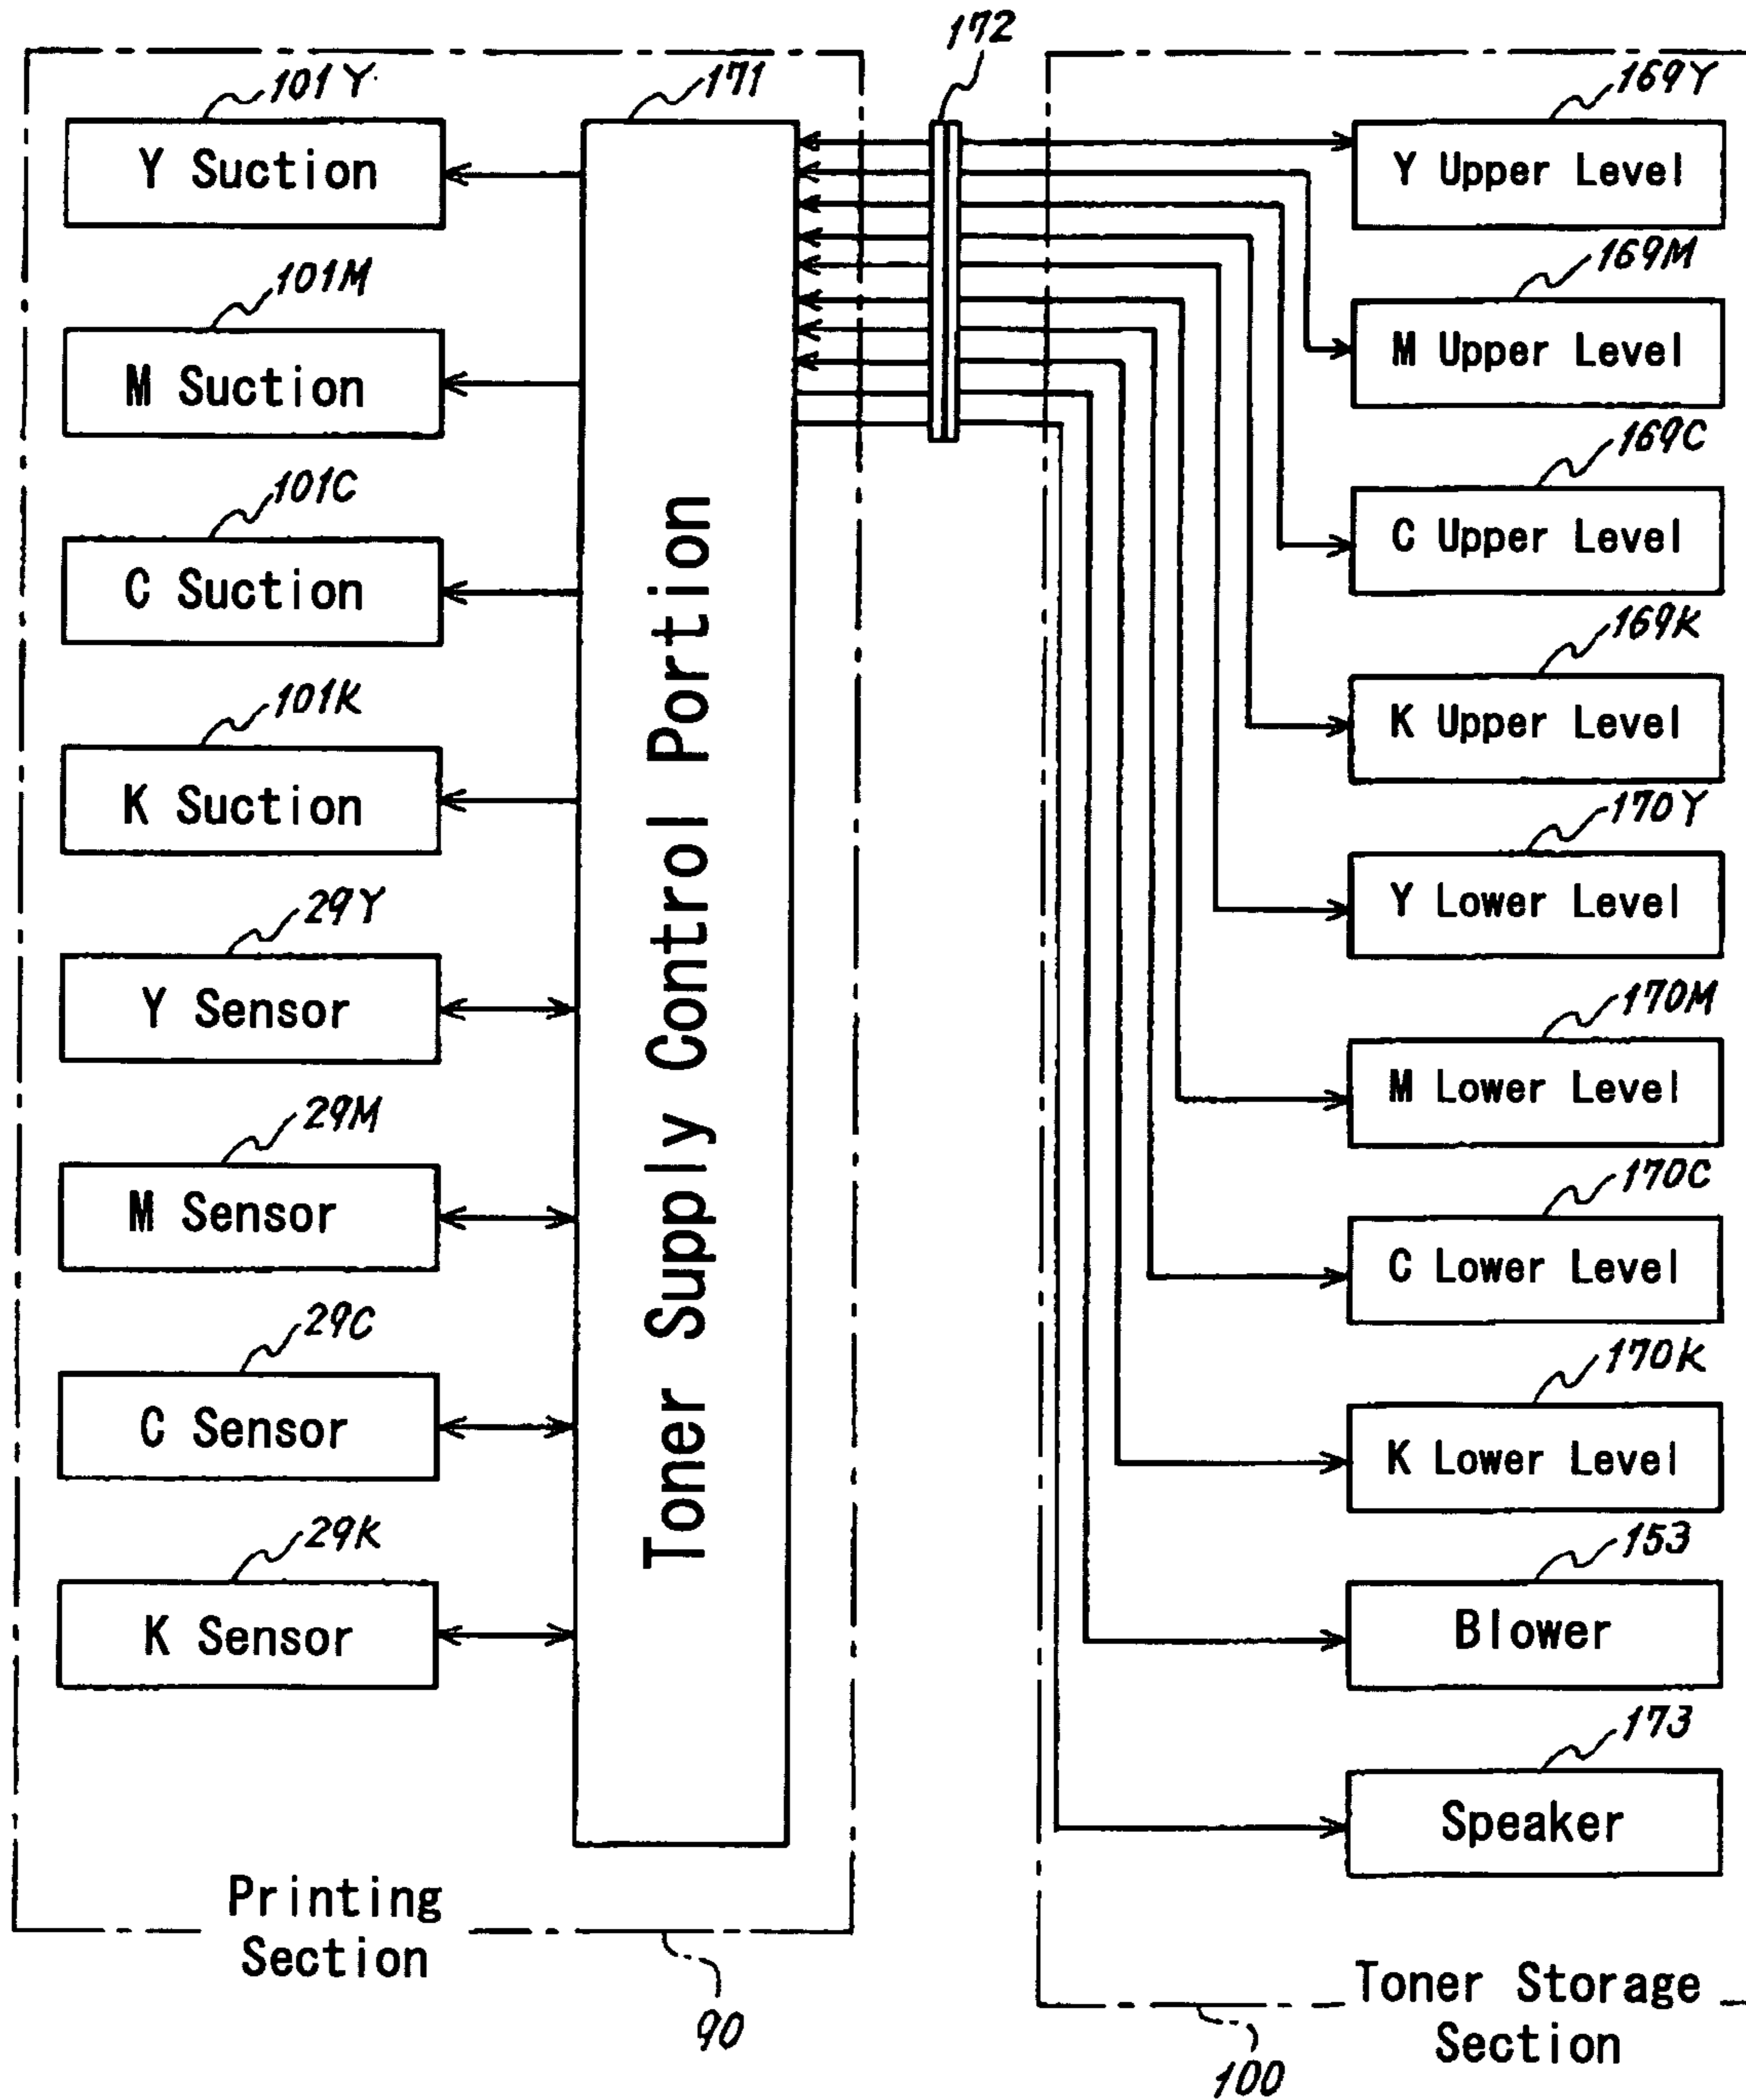 101Y
Y Suction
101M
M Suction
101C
C Suction
101K
K Suction
29Y
Y Sensor
29M
M Sensor
29C
C Sensor
29K
K Sensor
171
Toner Supply Control Portion
Printing
Section
90
172
169Y
Y Upper Level
169M
M Upper Level
169C
C Upper Level
169K
K Upper Level
170Y
Y Lower Level
170M
M Lower Level
170C
C Lower Level
170K
K Lower Level
153
Blower
173
Speaker
Toner Storage
Section
100